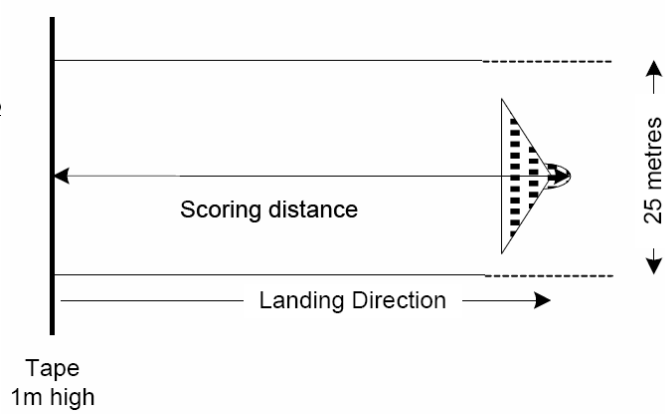 Scoring distance
25 metres
Landing Direction
Tape
1m high